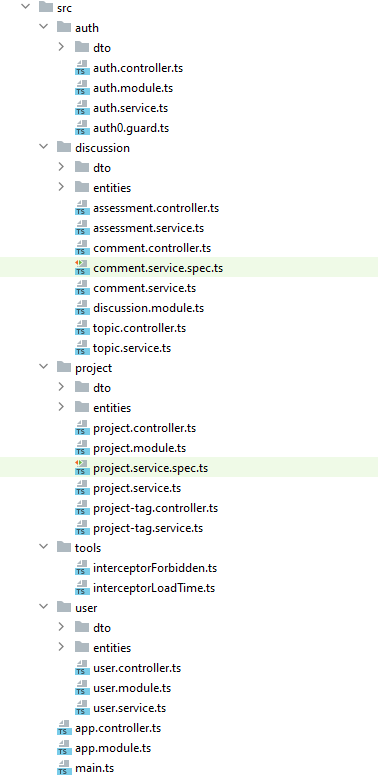 src
auth
dto
auth.controller.ts
auth.module.ts
auth.service.ts
auth0.guard.ts
discussion
dto
entities
assessment.controller.ts
assessment.service.ts
comment.controller.ts
comment.service.spec.ts
comment.service.ts
discussion.module.ts
topic.controller.ts
topic.service.ts
project
dto
entities
project.controller.ts
project.module.ts
project.service.spec.ts
project.service.ts
project-tag.controller.ts
project-tag.service.ts
tools
interceptorForbidden.ts
interceptorLoadTime.ts
user
dto
entities
user.controller.ts
user.module.ts
user.service.ts
app.controller.ts
app.module.ts
main.ts